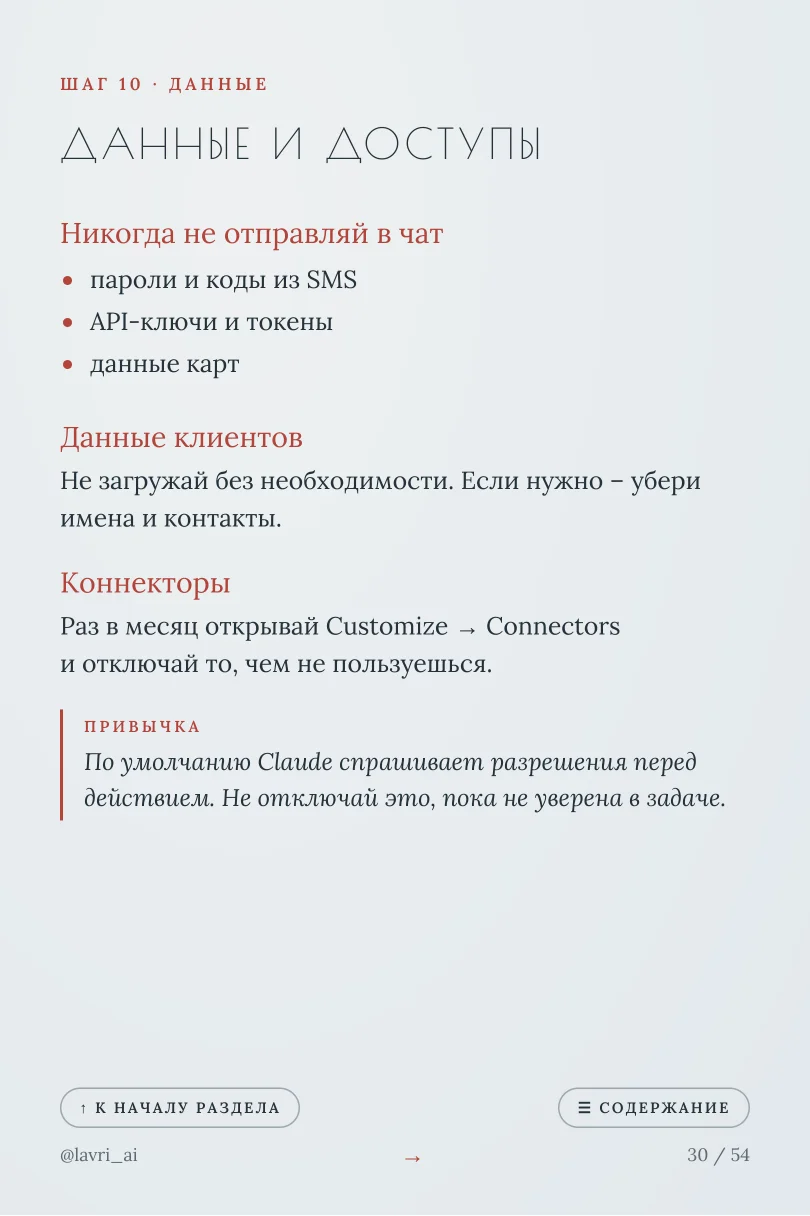 ШАГ 10 · ДАННЫЕ
ДАННЫЕ И ДОСТУПЫ
Никогда не отправляй в чат
• пароли и коды из SMS
• API-ключи и токены
• данные карт
Данные клиентов
Не загружай без необходимости. Если нужно – убери
имена и контакты.
Коннекторы
Раз в месяц открывай Customize → Connectors
и отключай то, чем не пользуешься.
ПРИВЫЧКА
По умолчанию Claude спрашивает разрешения перед
действием. Не отключай это, пока не уверена в задаче.
↑ К НАЧАЛУ РАЗДЕЛА
☰ СОДЕРЖАНИЕ
@lavri_ai → 30 / 54